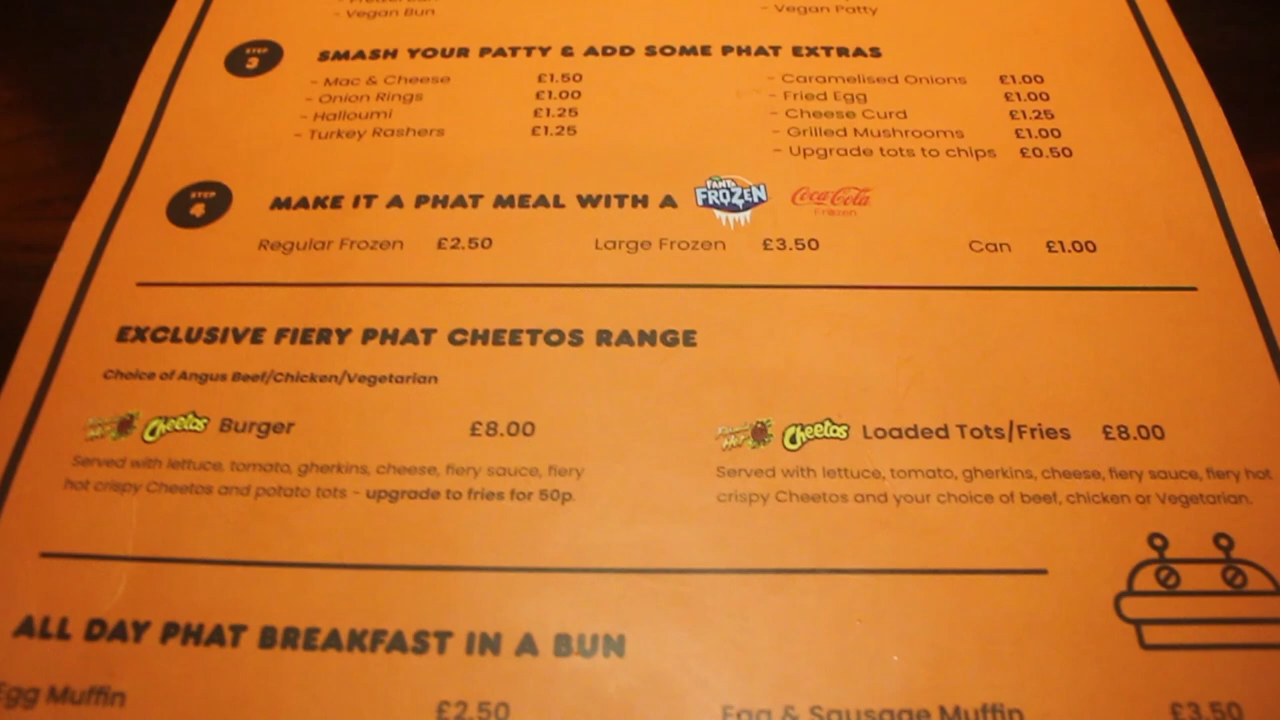 - Vegan Bun
- Vegan Patty
STEP 3
SMASH YOUR PATTY & ADD SOME PHAT EXTRAS
- Mac & Cheese £1.50
- Onion Rings £1.00
- Halloumi £1.25
- Turkey Rashers £1.25
- Caramelised Onions £1.00
- Fried Egg £1.00
- Cheese Curd £1.25
- Grilled Mushrooms £1.00
- Upgrade tots to chips £0.50
STEP 4
MAKE IT A PHAT MEAL WITH A FANTA FROZEN Coca-Cola Frozen
Regular Frozen £2.50 Large Frozen £3.50 Can £1.00
EXCLUSIVE FIERY PHAT CHEETOS RANGE
Choice of Angus Beef/Chicken/Vegetarian
Flamin' Hot Cheetos Burger £8.00
Served with lettuce, tomato, gherkins, cheese, fiery sauce, fiery
hot crispy Cheetos and potato tots - upgrade to fries for 50p.
Flamin' Hot Cheetos Loaded Tots/Fries £8.00
Served with lettuce, tomato, gherkins, cheese, fiery sauce, fiery hot
crispy Cheetos and your choice of beef, chicken or Vegetarian.
ALL DAY PHAT BREAKFAST IN A BUN
Egg Muffin £2.50 Egg & Sausage Muffin £3.50